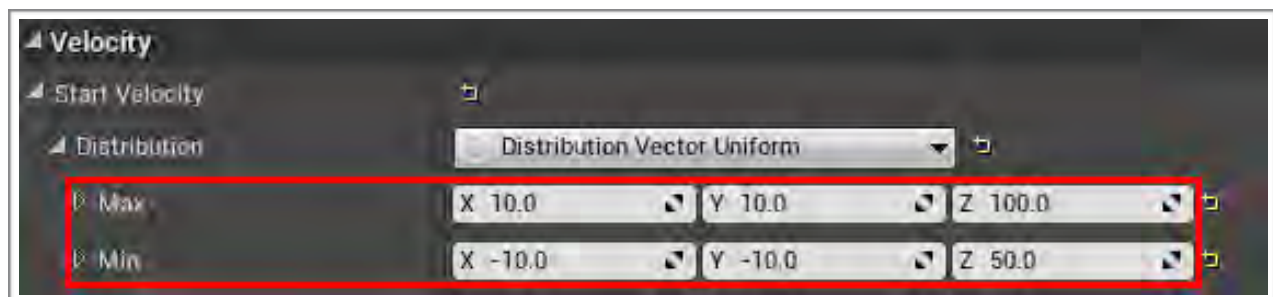 Velocity
Start Velocity
Distribution Distribution Vector Uniform
Max X 10.0 Y 10.0 Z 100.0
Min X -10.0 Y -10.0 Z 50.0